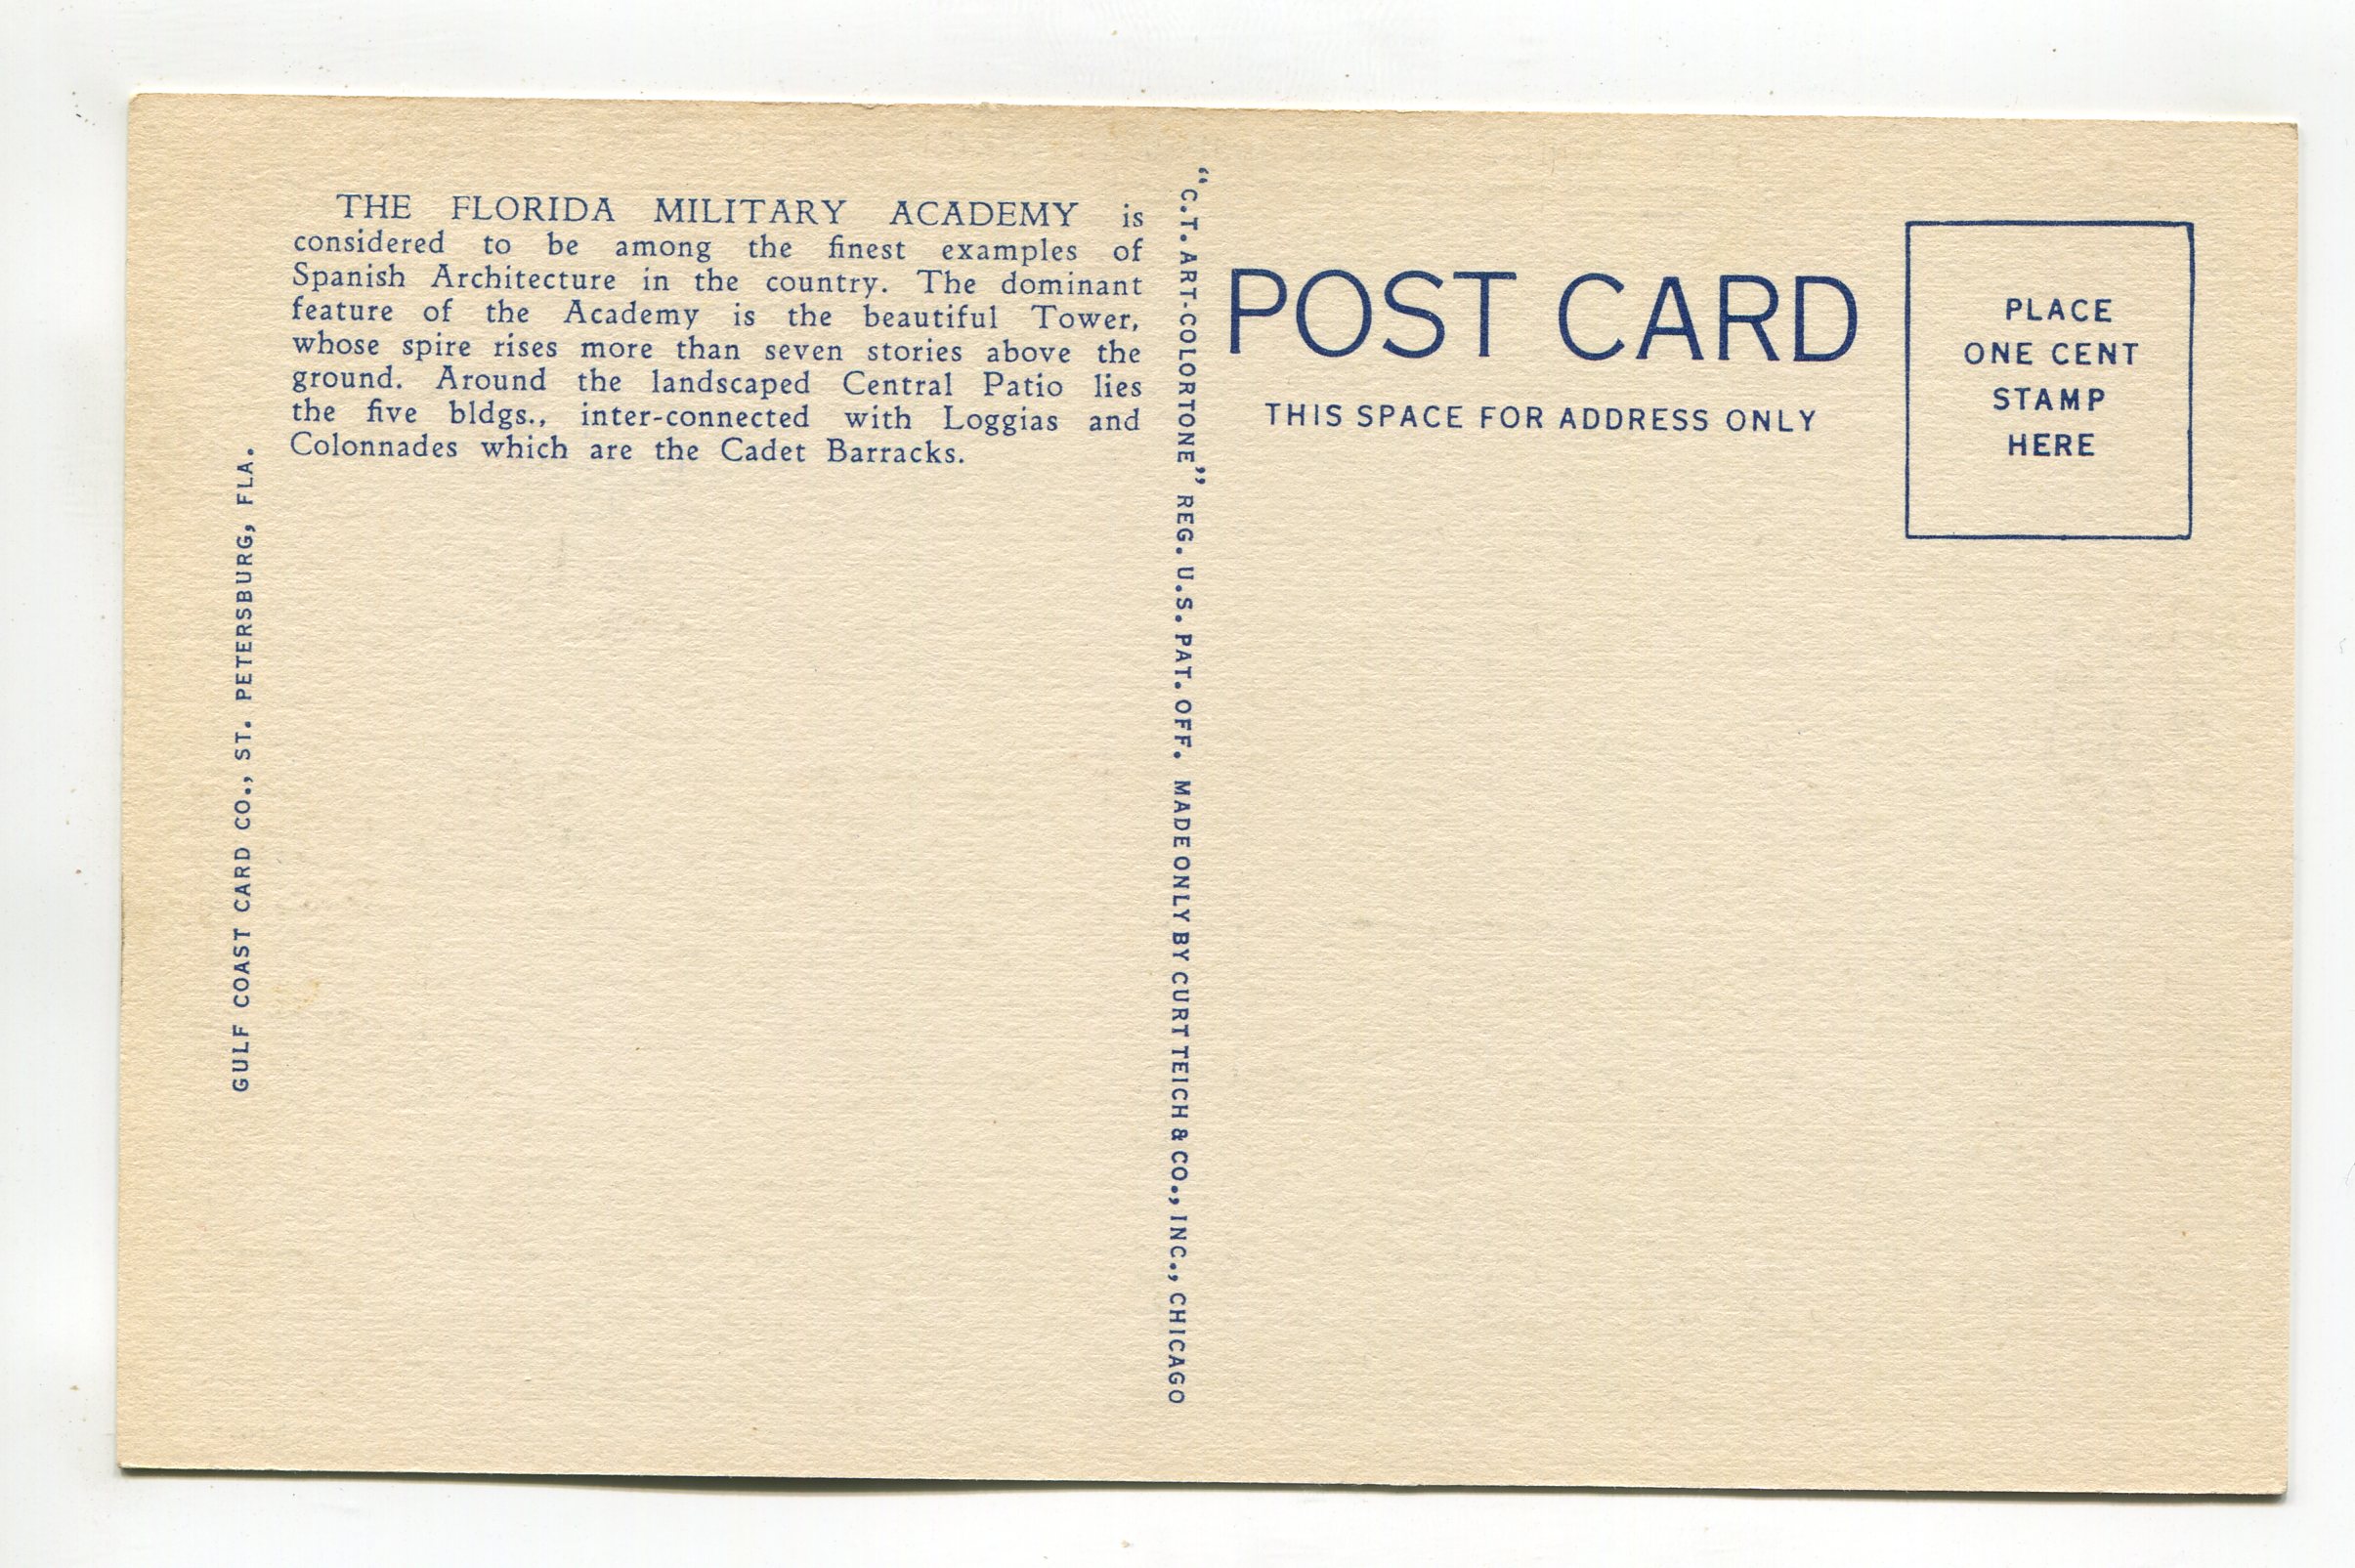 THE FLORIDA MILITARY ACADEMY is
considered to be among the finest examples of
Spanish Architecture in the country. The dominant
feature of the Academy is the beautiful Tower,
whose spire rises more than seven stories above the
ground. Around the landscaped Central Patio lies
the five bldgs., inter-connected with Loggias and
Colonnades which are the Cadet Barracks.
GULF COAST CARD CO., ST. PETERSBURG, FLA.
“C.T. ART-COLORTONE” REG. U.S. PAT. OFF. MADE ONLY BY CURT TEICH & CO., INC., CHICAGO
POST CARD
THIS SPACE FOR ADDRESS ONLY
PLACE
ONE CENT
STAMP
HERE